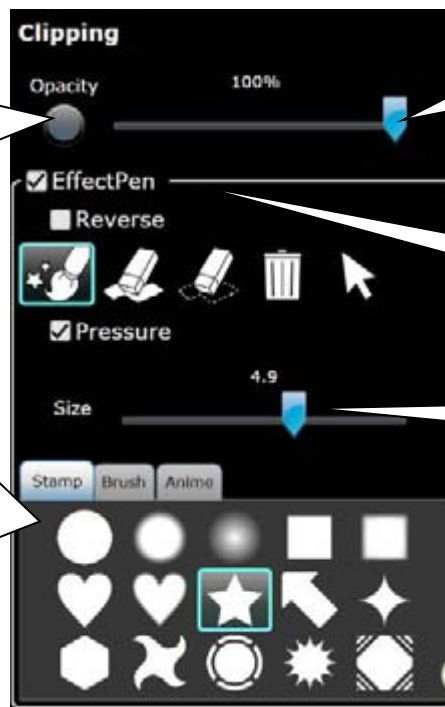 Clipping
100%
Opacity
EffectPen
Reverse
Pressure
4.9
Size
Stamp Brush Anime